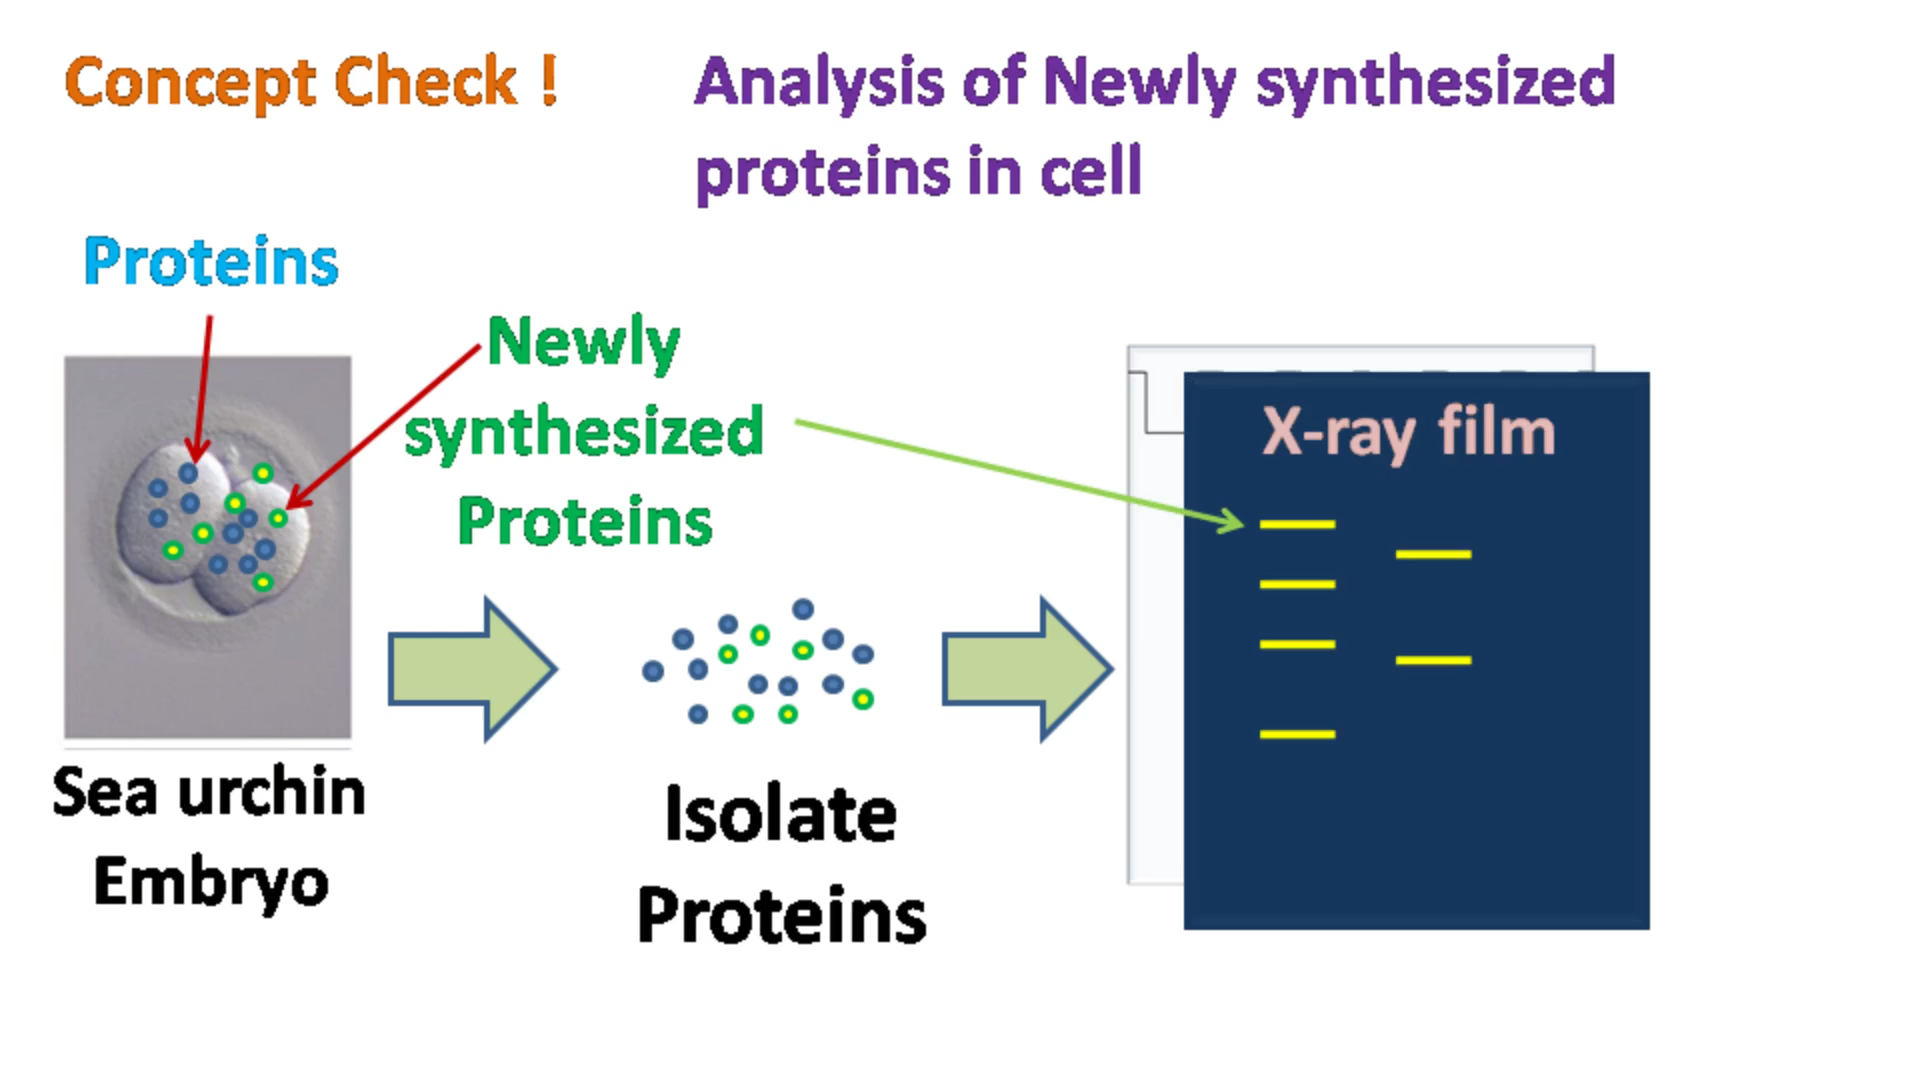 Concept Check !
Analysis of Newly synthesized
proteins in cell
Proteins
Newly
synthesized
Proteins
X-ray film
Sea urchin
Embryo
Isolate
Proteins